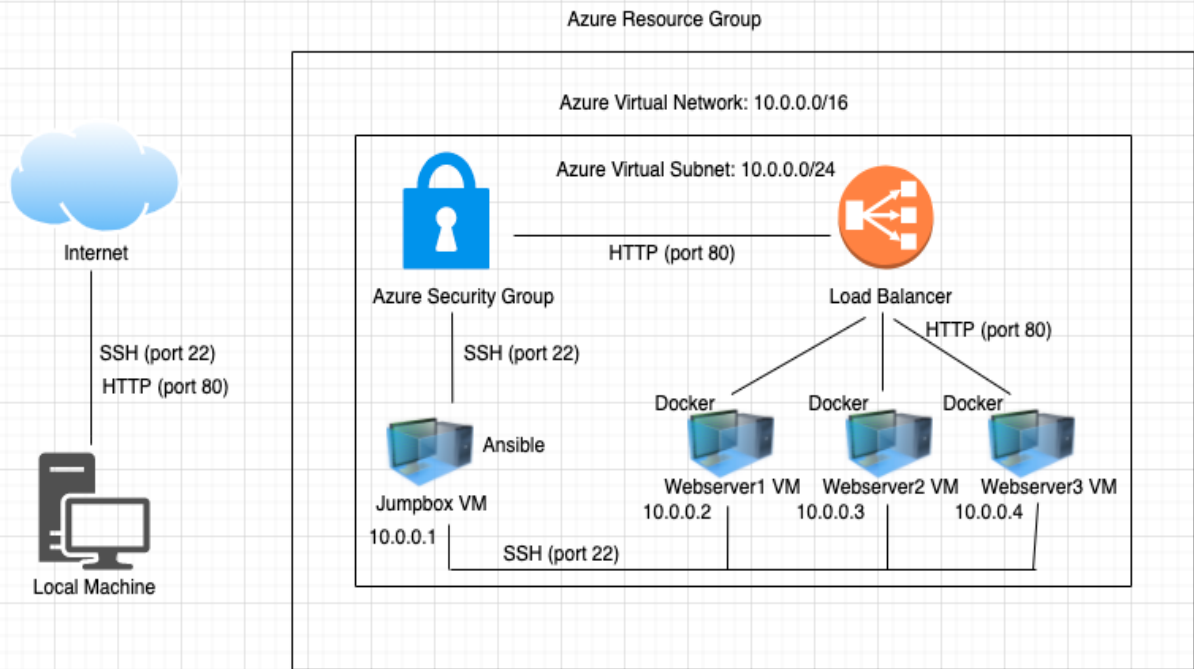 Azure Resource Group
Azure Virtual Network: 10.0.0.0/16
Azure Virtual Subnet: 10.0.0.0/24
Internet
HTTP (port 80)
Azure Security Group
Load Balancer
HTTP (port 80)
SSH (port 22)
HTTP (port 80)
SSH (port 22)
Docker
Docker
Docker
Ansible
Jumpbox VM
10.0.0.1
Webserver1 VM
10.0.0.2
Webserver2 VM
10.0.0.3
Webserver3 VM
10.0.0.4
SSH (port 22)
Local Machine